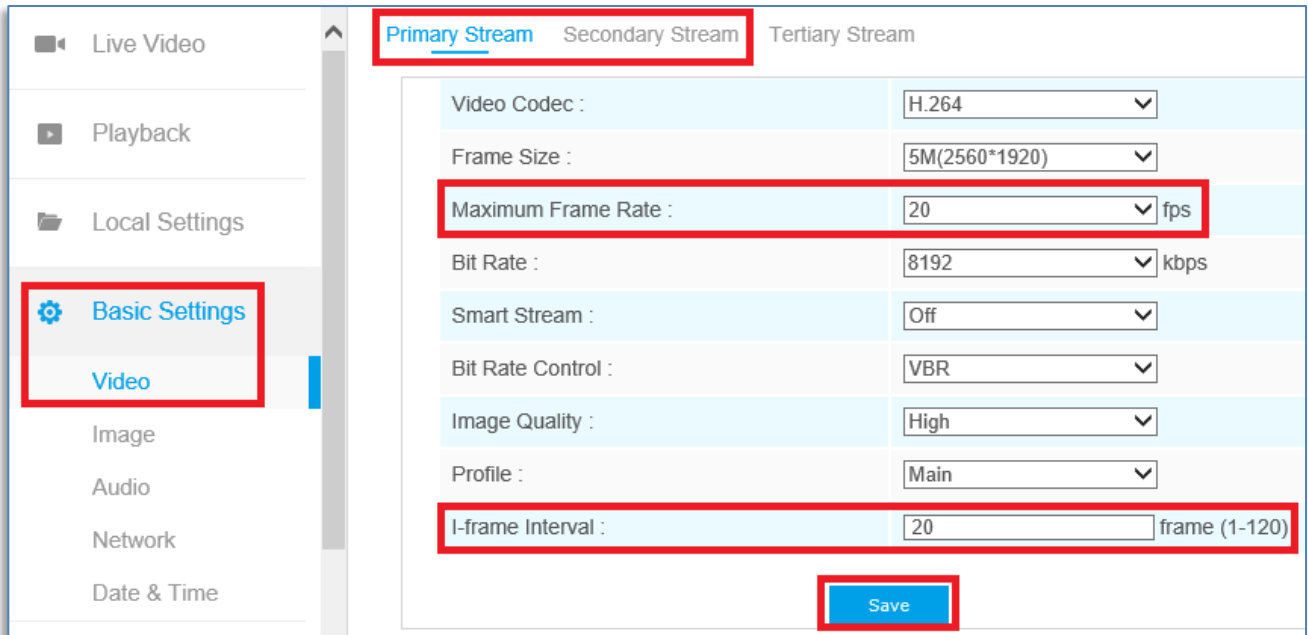 Live Video
Playback
Local Settings
Basic Settings
Video
Image
Audio
Network
Date & Time
Primary Stream Secondary Stream Tertiary Stream
Video Codec : H.264
Frame Size : 5M(2560*1920)
Maximum Frame Rate : 20 fps
Bit Rate : 8192 kbps
Smart Stream : Off
Bit Rate Control : VBR
Image Quality : High
Profile : Main
I-frame Interval : 20 frame (1-120)
Save